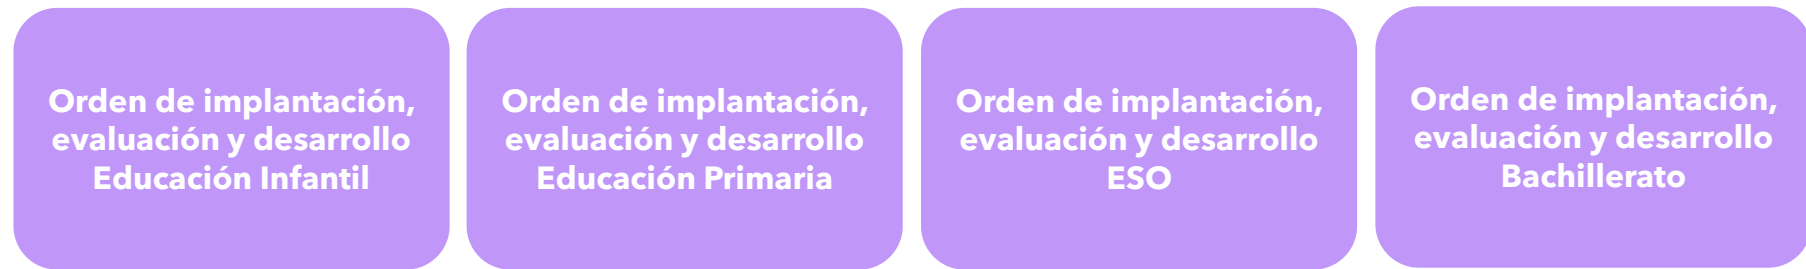 Orden de implantación,
evaluación y desarrollo
Educación Infantil
Orden de implantación,
evaluación y desarrollo
Educación Primaria
Orden de implantación,
evaluación y desarrollo
ESO
Orden de implantación,
evaluación y desarrollo
Bachillerato